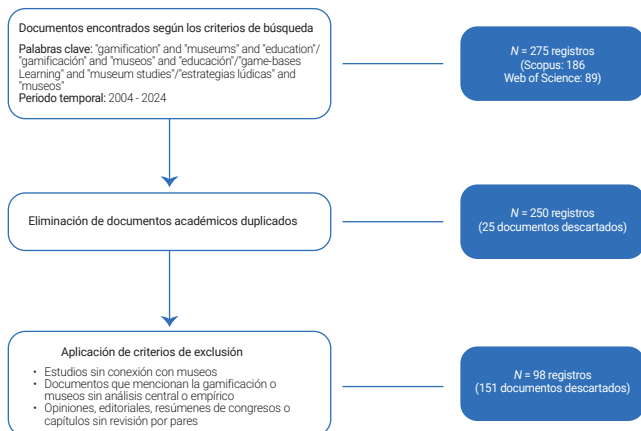 Documentos encontrados según los criterios de búsqueda
Palabras clave: "gamification" and "museums" and "education"/
"gamificación" and "museos" and "educación"/"game-bases
Learning" and "museum studies"/"estrategias lúdicas" and
"museos"
Periodo temporal: 2004 - 2024
N = 275 registros
(Scopus: 186
Web of Science: 89)
Eliminación de documentos académicos duplicados
N = 250 registros
(25 documentos descartados)
Aplicación de criterios de exclusión
• Estudios sin conexión con museos
• Documentos que mencionan la gamificación o
museos sin análisis central o empírico
• Opiniones, editoriales, resúmenes de congresos o
capítulos sin revisión por pares
N = 98 registros
(151 documentos descartados)